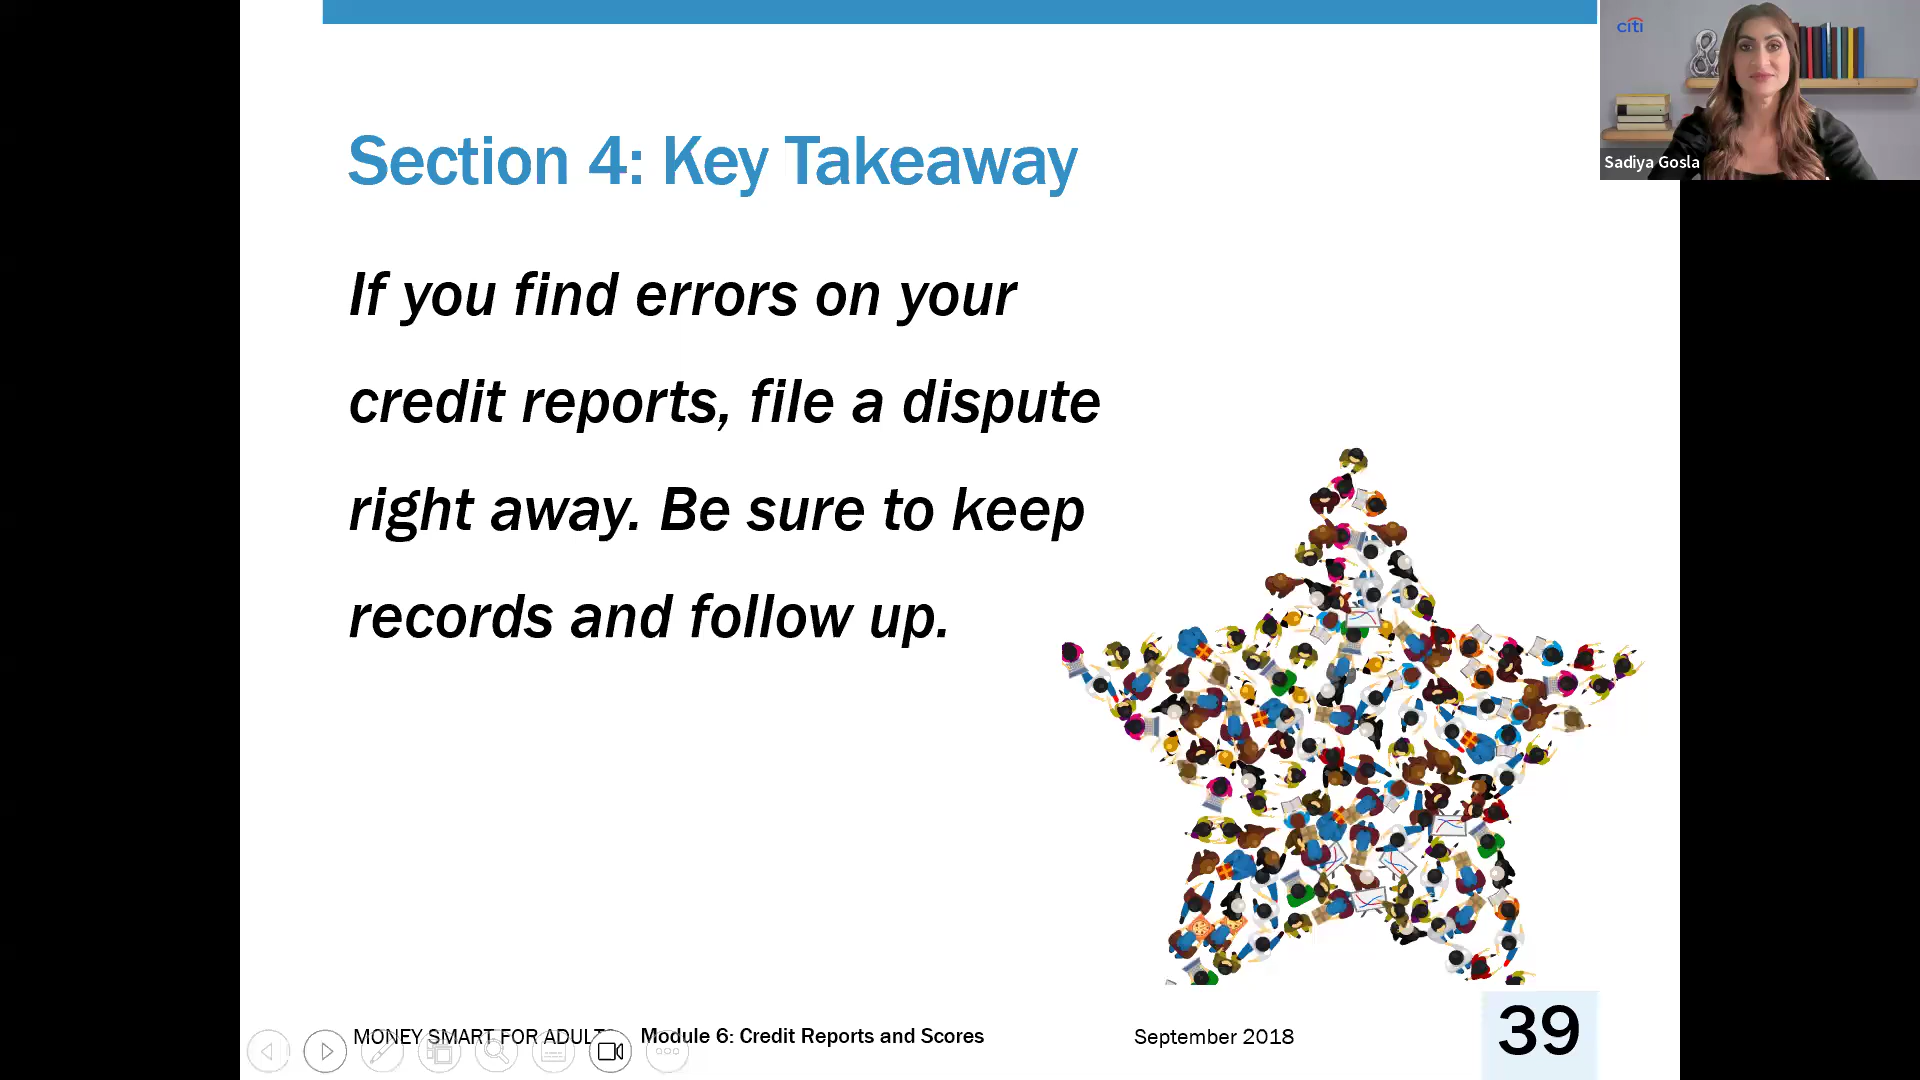 citi
Sadiya Gosla
Section 4: Key Takeaway
If you find errors on your
credit reports, file a dispute
right away. Be sure to keep
records and follow up.
MONEY SMART FOR ADULTS
Module 6: Credit Reports and Scores
September 2018
39